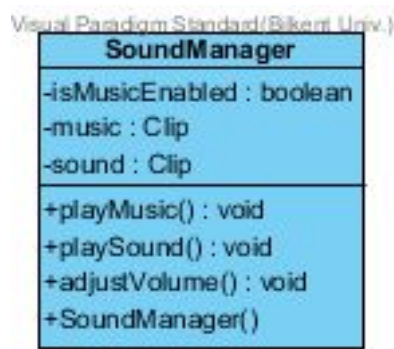 Visual Paradigm Standard(Bilkent Univ.)
SoundManager
-isMusicEnabled : boolean
-music : Clip
-sound : Clip
+playMusic() : void
+playSound() : void
+adjustVolume() : void
+SoundManager()